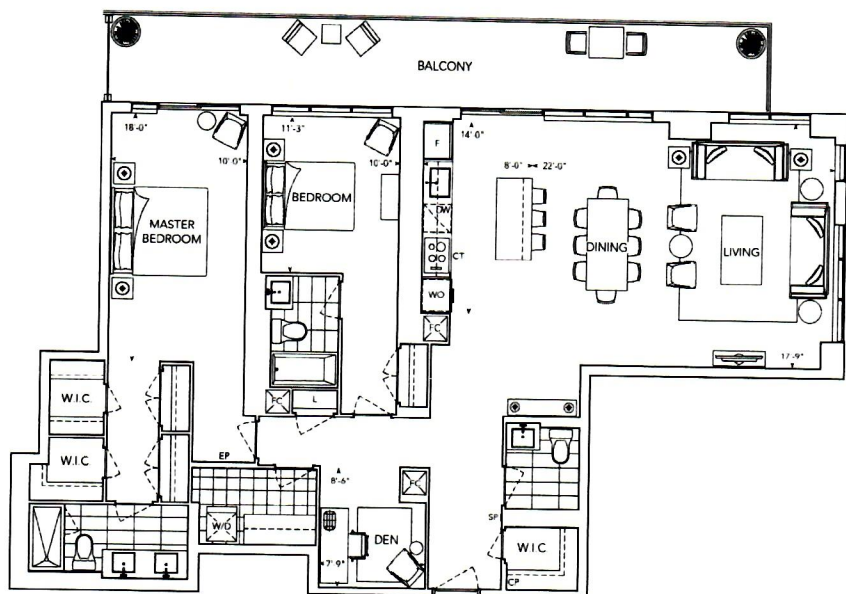 BALCONY
18'-0"
11'-3"
14'-0"
10'-0"
10'-0"
F
8'-0"
22'-0"
MASTER
BEDROOM
BEDROOM
DW
DINING
LIVING
CT
WO
FC
17'-9"
W.I.C
FC
L
W.I.C
EP
8'-6"
FC
W/D
SP
DEN
W.I.C
7'-9"
CP